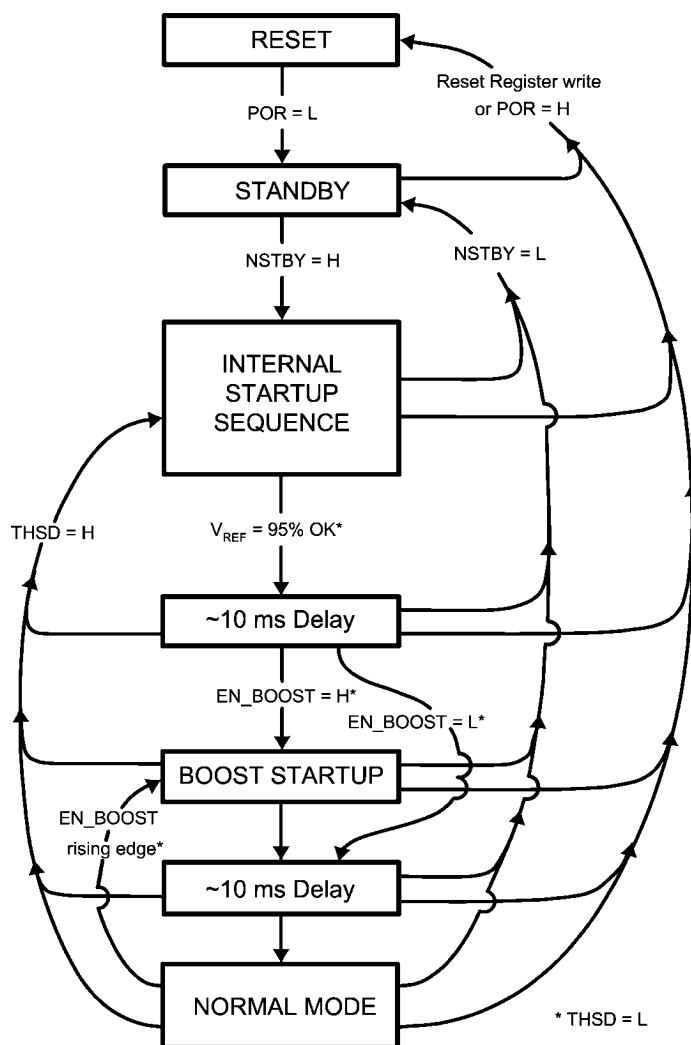 RESET
Reset Register write
or POR = H
POR = L
STANDBY
NSTBY = H
NSTBY = L
INTERNAL
STARTUP
SEQUENCE
THSD = H
VREF = 95% OK*
~10 ms Delay
EN_BOOST = H*
EN_BOOST = L*
BOOST STARTUP
EN_BOOST
rising edge*
~10 ms Delay
NORMAL MODE
* THSD = L